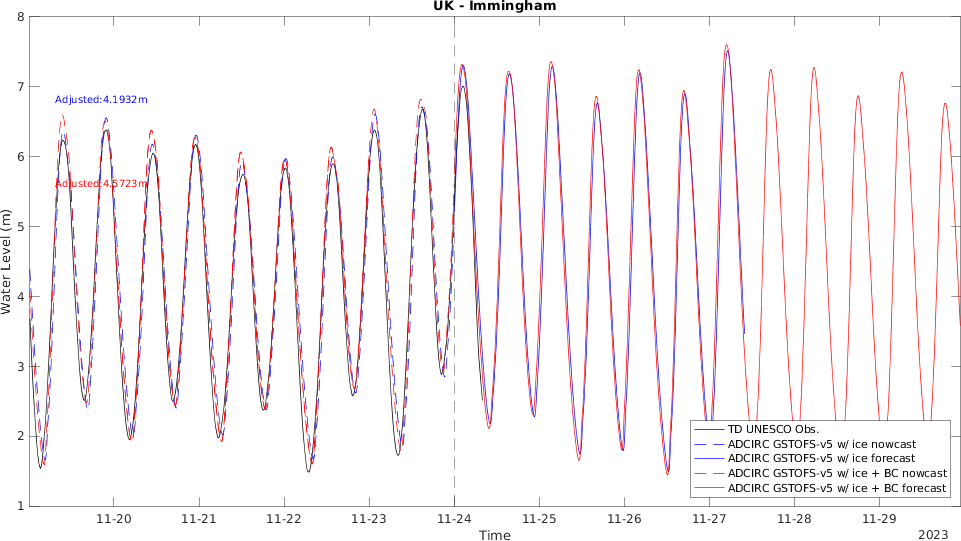 UK - Immingham
8
7
6
5
4
3
2
1
Water Level (m)
Adjusted:4.1932m
Adjusted:4.5723m
TD UNESCO Obs.
ADCIRC GSTOFS-v5 w/ ice nowcast
ADCIRC GSTOFS-v5 w/ ice forecast
ADCIRC GSTOFS-v5 w/ ice + BC nowcast
ADCIRC GSTOFS-v5 w/ ice + BC forecast
11-20 11-21 11-22 11-23 11-24 11-25 11-26 11-27 11-28 11-29
Time
2023